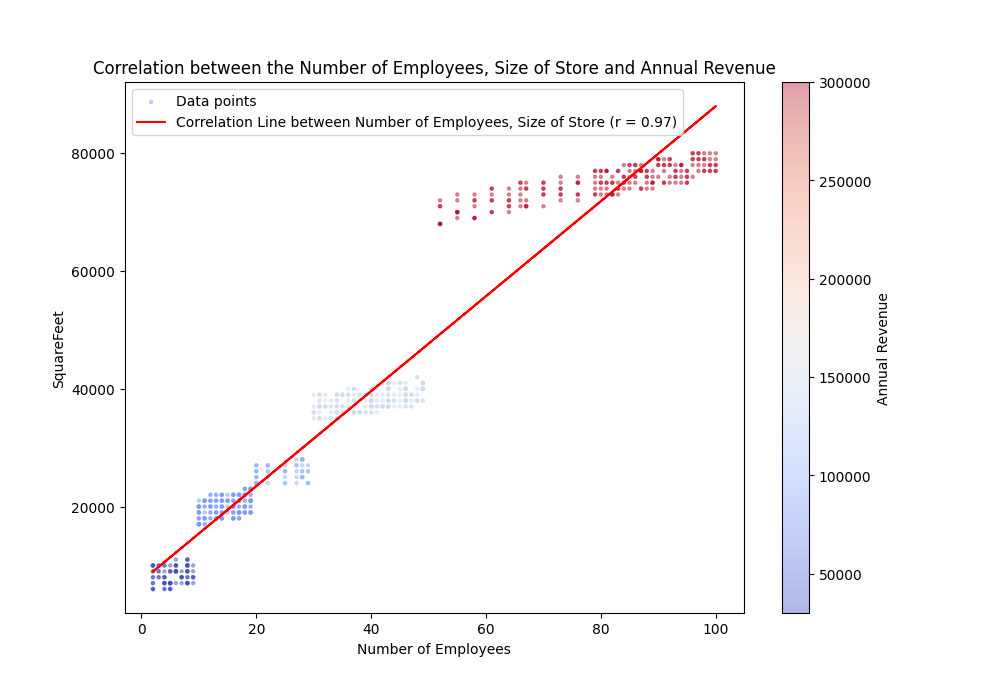 Correlation between the Number of Employees, Size of Store and Annual Revenue
Data points
Correlation Line between Number of Employees, Size of Store (r = 0.97)
80000
60000
40000
20000
SquareFeet
0 20 40 60 80 100
Number of Employees
300000
250000
200000
150000
100000
50000
Annual Revenue